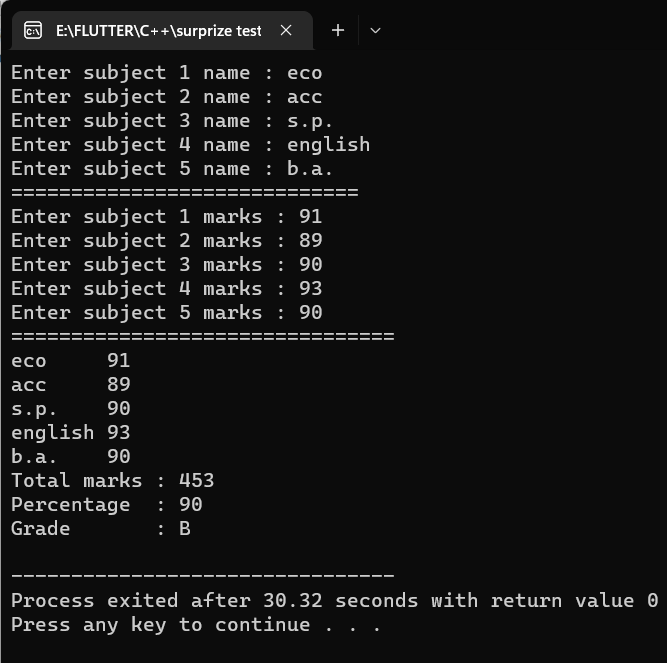 E:\FLUTTER\C++\surprize test
Enter subject 1 name : eco
Enter subject 2 name : acc
Enter subject 3 name : s.p.
Enter subject 4 name : english
Enter subject 5 name : b.a.
=============================
Enter subject 1 marks : 91
Enter subject 2 marks : 89
Enter subject 3 marks : 90
Enter subject 4 marks : 93
Enter subject 5 marks : 90
================================
eco     91
acc     89
s.p.    90
english 93
b.a.    90
Total marks : 453
Percentage  : 90
Grade       : B
--------------------------------
Process exited after 30.32 seconds with return value 0
Press any key to continue . . .